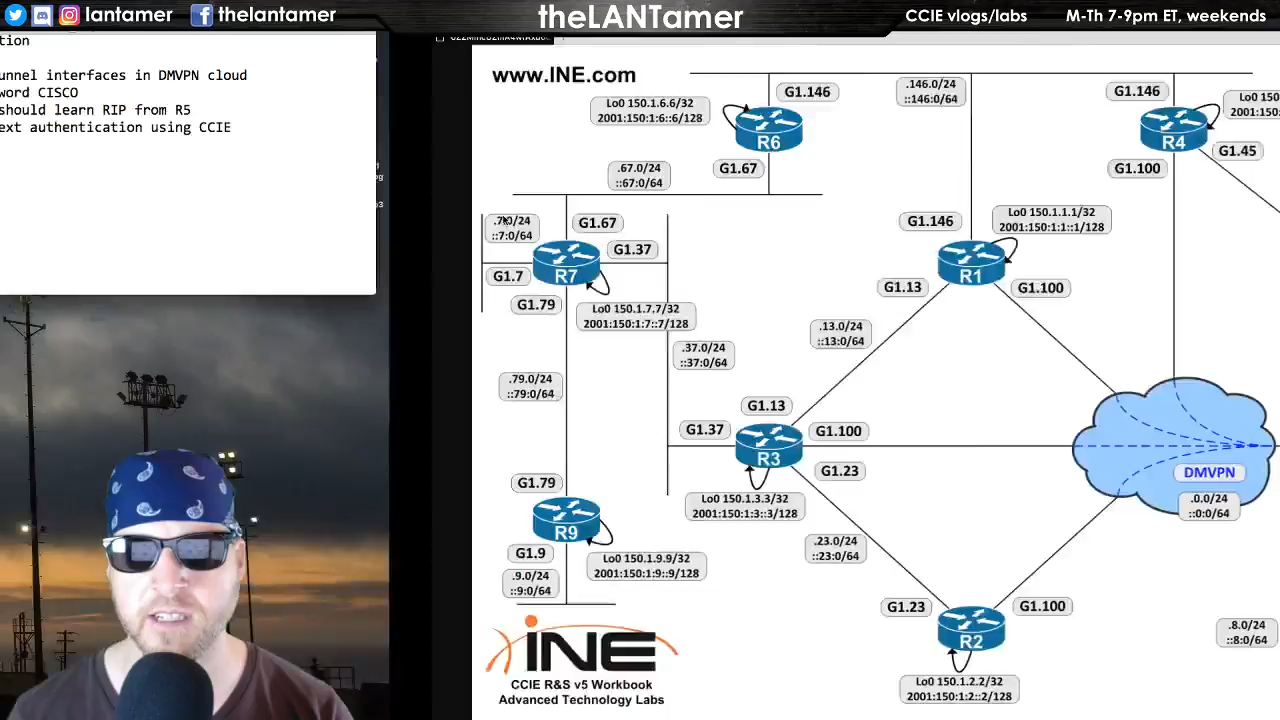 lantamer
thelantamer
theLANTamer
CCIE vlogs/labs
M-Th 7-9pm ET, weekends
tion
unnel interfaces in DMVPN cloud
word CISCO
should learn RIP from R5
ext authentication using CCIE
www.INE.com
G1.146
.146.0/24
::146:0/64
G1.146
Lo0 150.1.6.6/32
2001:150:1:6::6/128
R6
R4
Lo0 150.
2001:150:
G1.45
.67.0/24
::67:0/64
G1.67
G1.100
.7.0/24
::7:0/64
G1.67
G1.37
R7
G1.7
G1.79
Lo0 150.1.7.7/32
2001:150:1:7::7/128
G1.146
Lo0 150.1.1.1/32
2001:150:1:1::1/128
R1
G1.13
G1.100
.13.0/24
::13:0/64
.37.0/24
::37:0/64
.79.0/24
::79:0/64
G1.13
G1.37
R3
G1.100
G1.23
Lo0 150.1.3.3/32
2001:150:1:3::3/128
DMVPN
.0.0/24
::0:0/64
G1.79
R9
G1.9
.9.0/24
::9:0/64
Lo0 150.1.9.9/32
2001:150:1:9::9/128
.23.0/24
::23:0/64
G1.23
G1.100
R2
Lo0 150.1.2.2/32
2001:150:1:2::2/128
.8.0/24
::8:0/64
iNE
CCIE R&S v5 Workbook
Advanced Technology Labs